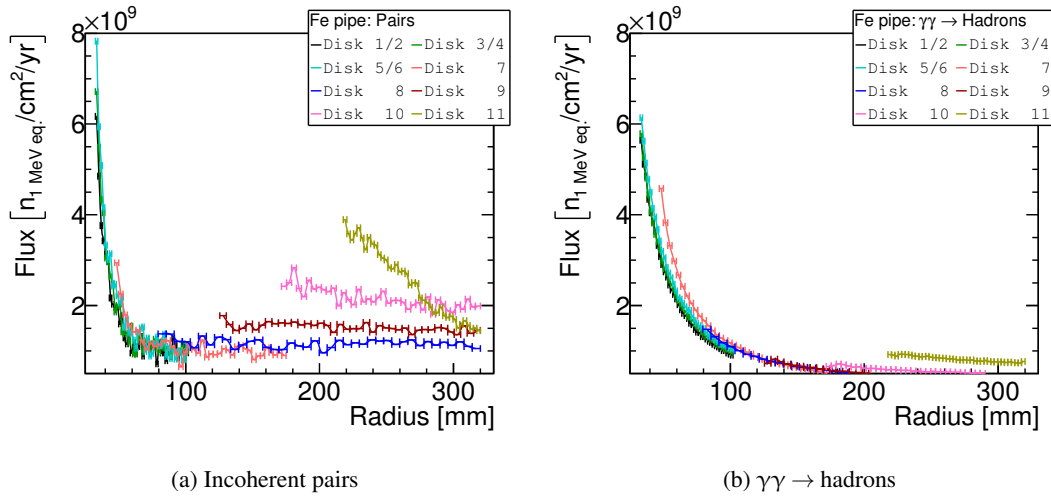 ×10⁹
8
6
4
2
Flux [ n₁ MeV eq./cm²/yr]
Fe pipe: Pairs
Disk 1/2 Disk 3/4
Disk 5/6 Disk 7
Disk 8 Disk 9
Disk 10 Disk 11
100 200 300
Radius [mm]
(a) Incoherent pairs
×10⁹
8
6
4
2
Flux [ n₁ MeV eq./cm²/yr]
Fe pipe: γγ → Hadrons
Disk 1/2 Disk 3/4
Disk 5/6 Disk 7
Disk 8 Disk 9
Disk 10 Disk 11
100 200 300
Radius [mm]
(b) γγ → hadrons